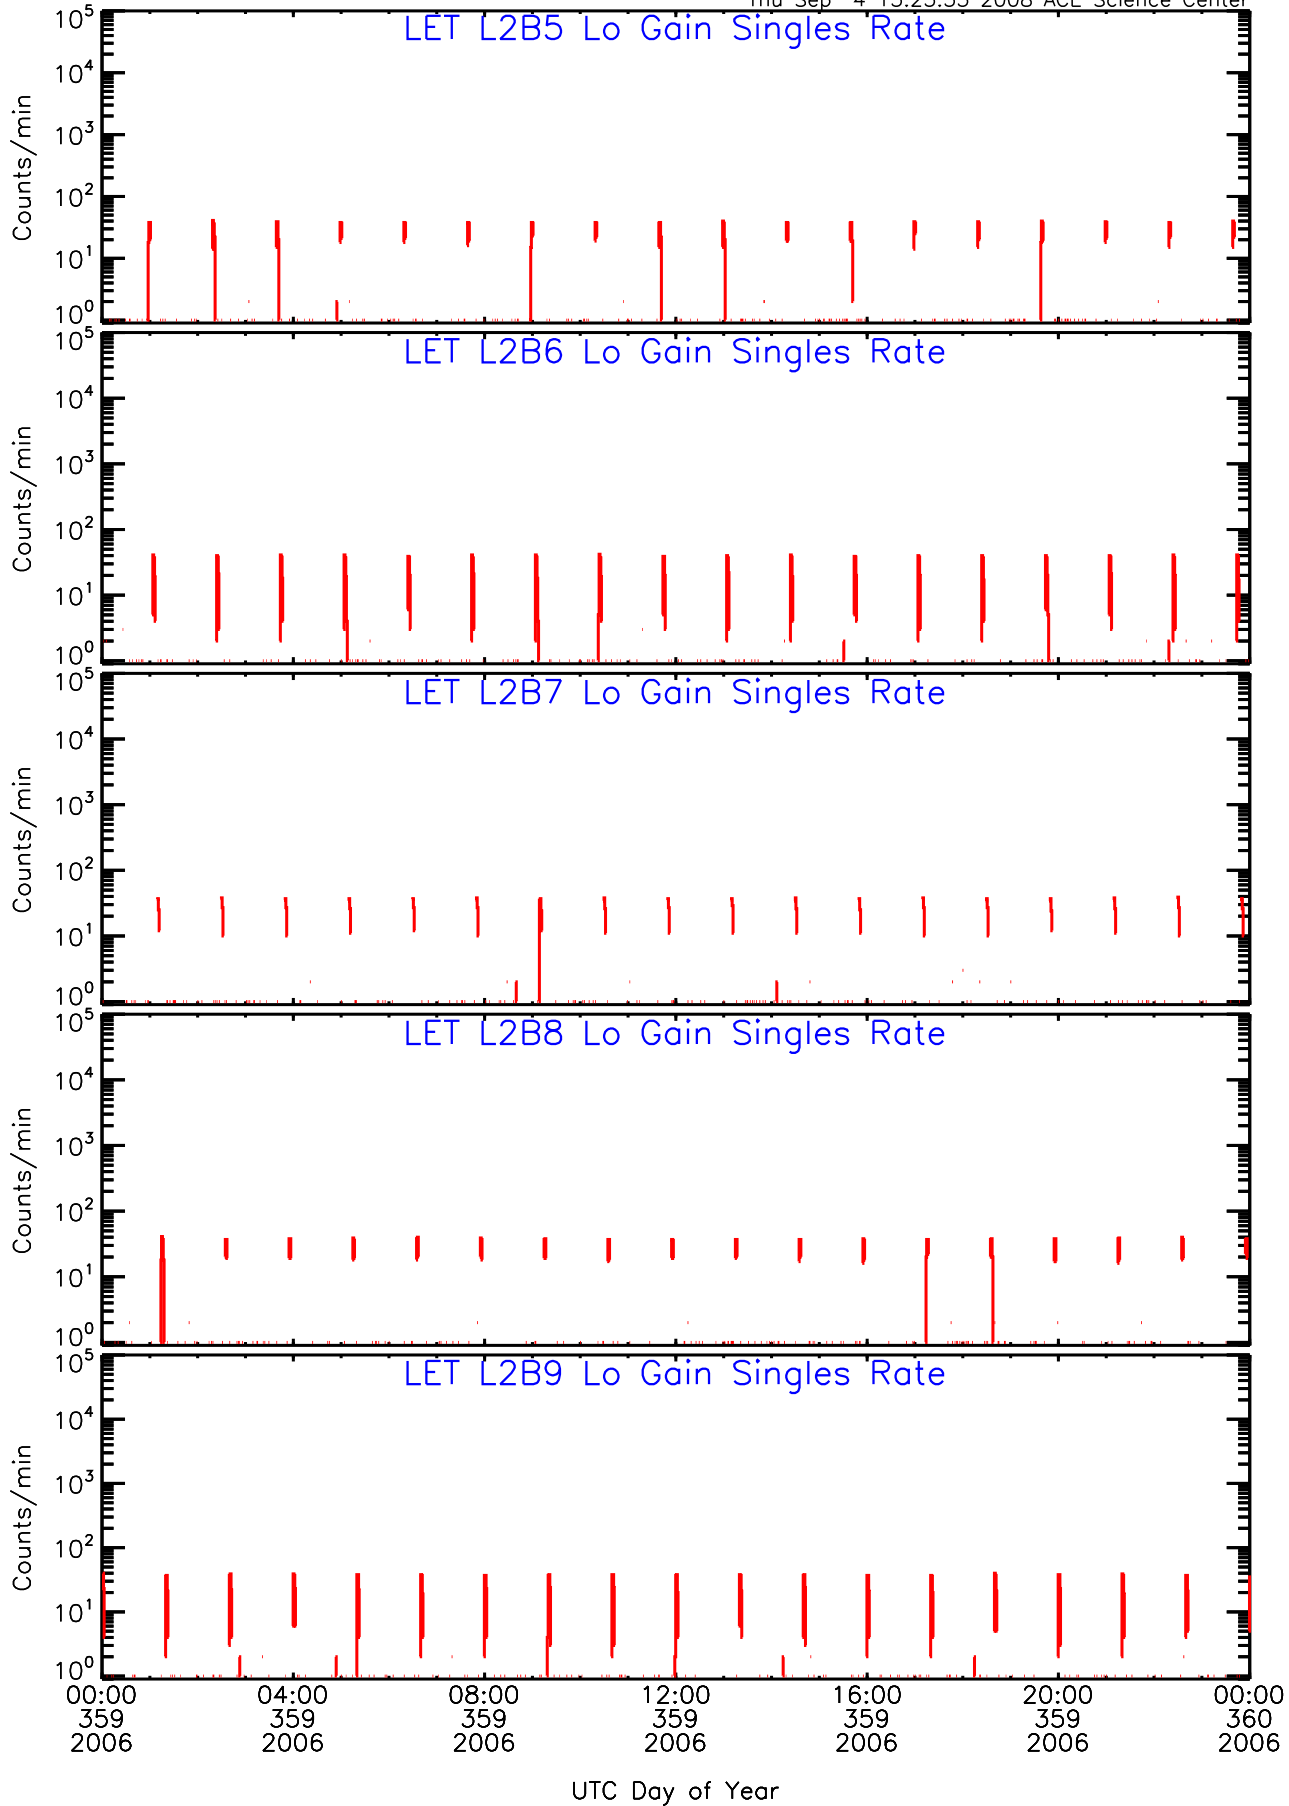 2008 ACE Science Center
LET L2B5 Lo Gain Singles Rate
10^5
10^4
10^3
10^2
10^1
10^0
Counts/min
LET L2B6 Lo Gain Singles Rate
10^5
10^4
10^3
10^2
10^1
10^0
Counts/min
LET L2B7 Lo Gain Singles Rate
10^5
10^4
10^3
10^2
10^1
10^0
Counts/min
LET L2B8 Lo Gain Singles Rate
10^5
10^4
10^3
10^2
10^1
10^0
Counts/min
LET L2B9 Lo Gain Singles Rate
10^5
10^4
10^3
10^2
10^1
10^0
Counts/min
00:00 04:00 08:00 12:00 16:00 20:00 00:00
359 359 359 359 359 359 360
2006 2006 2006 2006 2006 2006 2006
UTC Day of Year